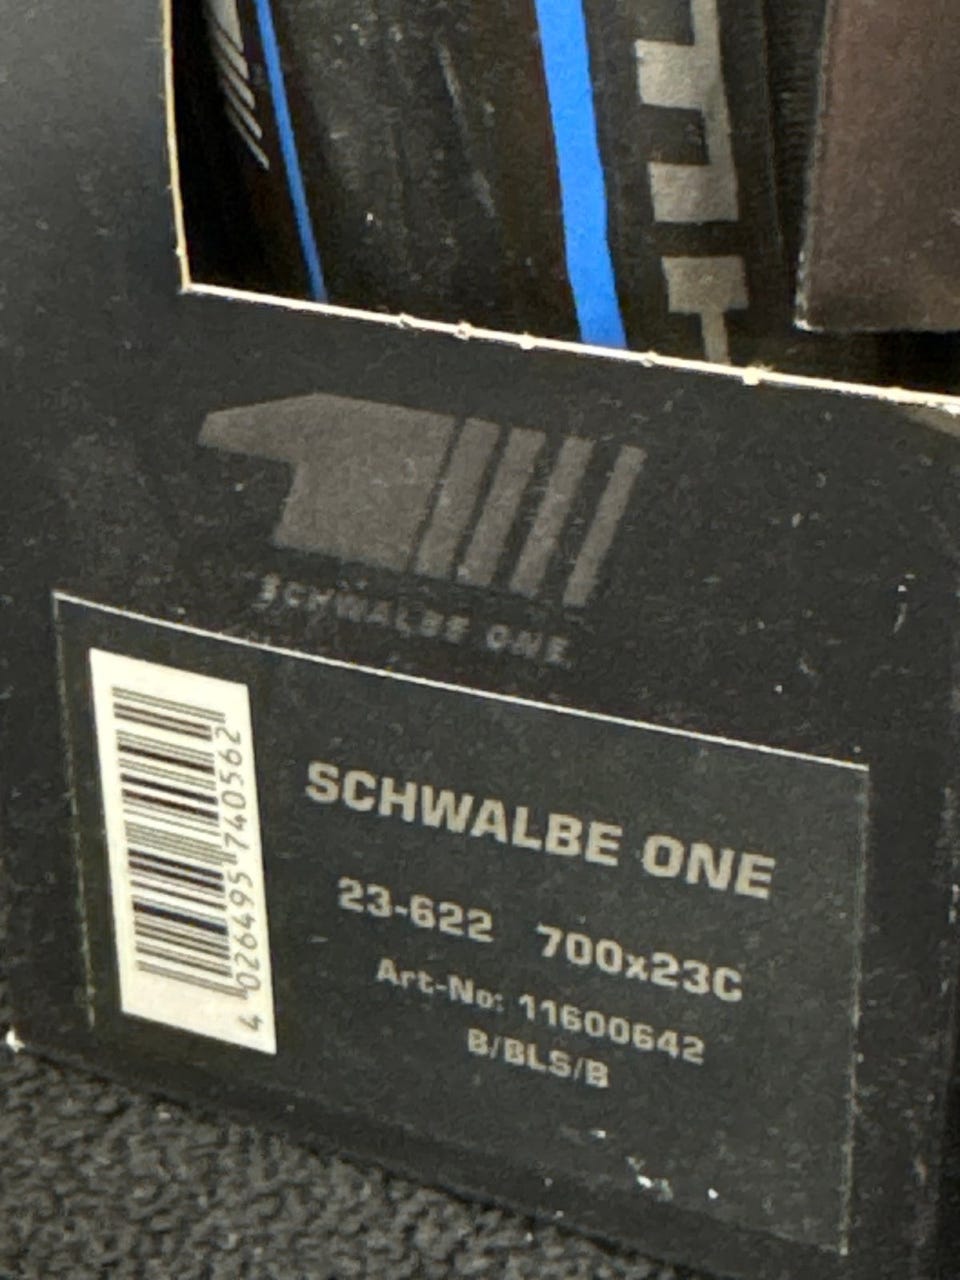 SCHWALBE ONE
SCHWALBE ONE
23-622 700x23C
Art-No: 11600642
B/BLS/B
4 026495 740562